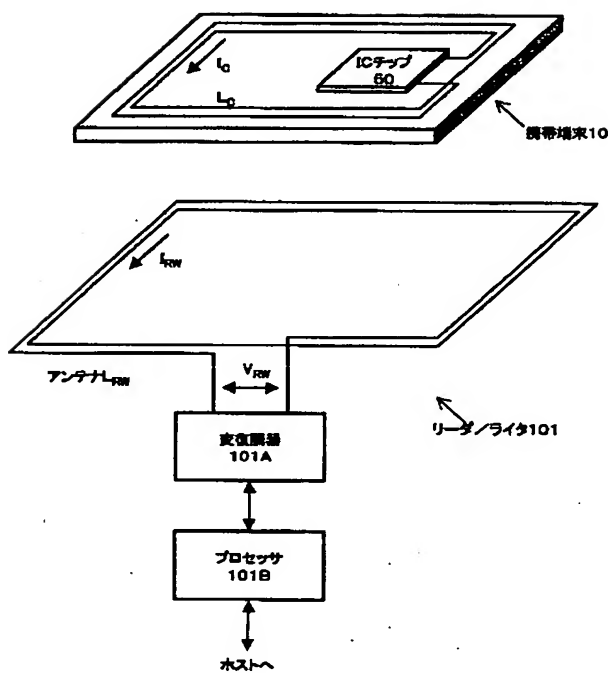 I_C
L_C
ICチップ
50
携帯端末10
I_RW
アンテナL_RW
V_RW
リーダ/ライタ101
変復調器
101A
プロセッサ
101B
ホストへ